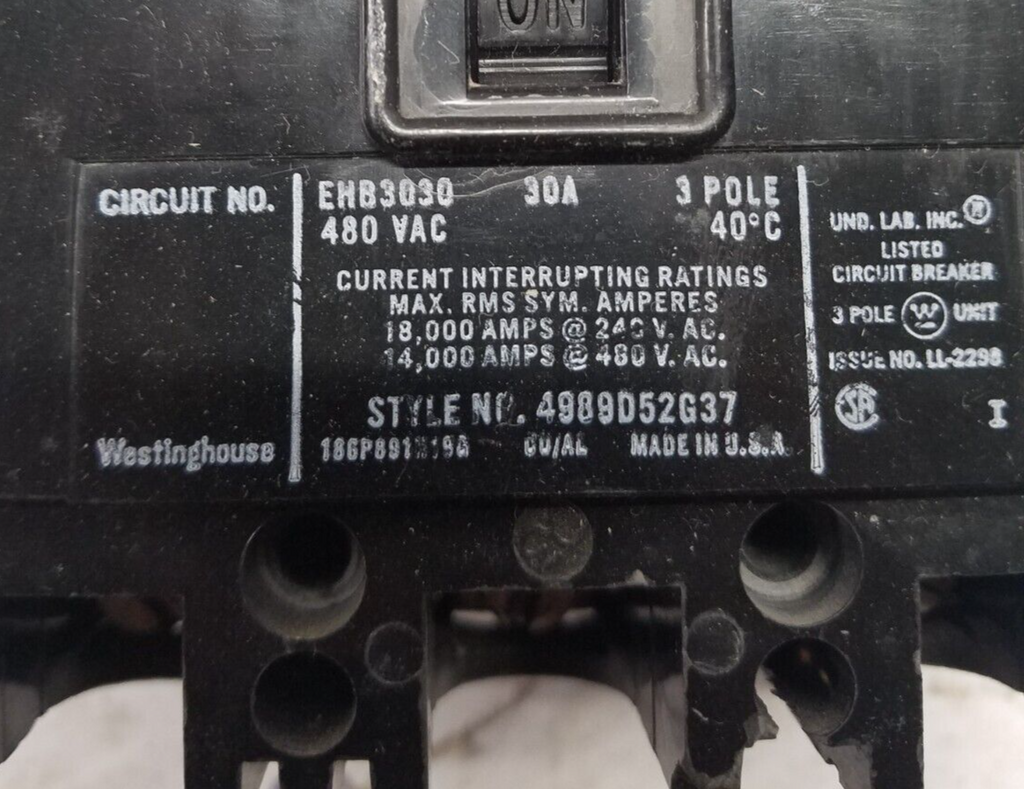 ON
CIRCUIT NO.
Westinghouse
EHB3030 30A 3 POLE
480 VAC 40°C
CURRENT INTERRUPTING RATINGS
MAX. RMS SYM. AMPERES
18,000 AMPS @ 240 V. AC.
14,000 AMPS @ 480 V. AC.
STYLE NO. 4989D52G37
CU/AL MADE IN U.S.A.
UND. LAB. INC.®
LISTED
CIRCUIT BREAKER
3 POLE W UNIT
ISSUE NO. LL-2298
I